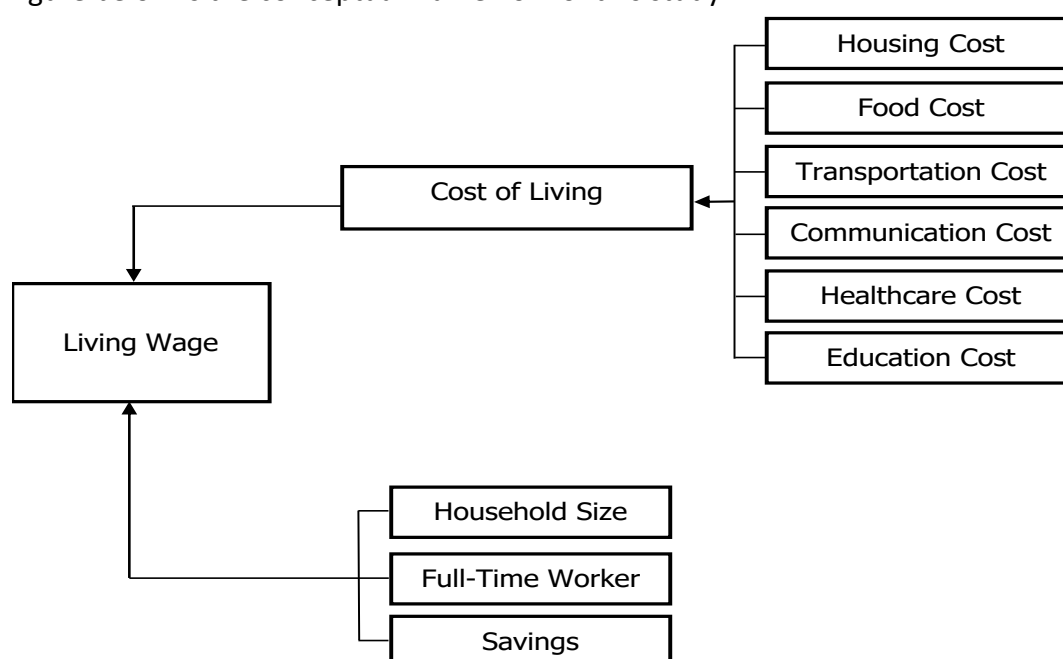 Housing Cost
Food Cost
Transportation Cost
Cost of Living
Communication Cost
Healthcare Cost
Living Wage
Education Cost
Household Size
Full-Time Worker
Savings